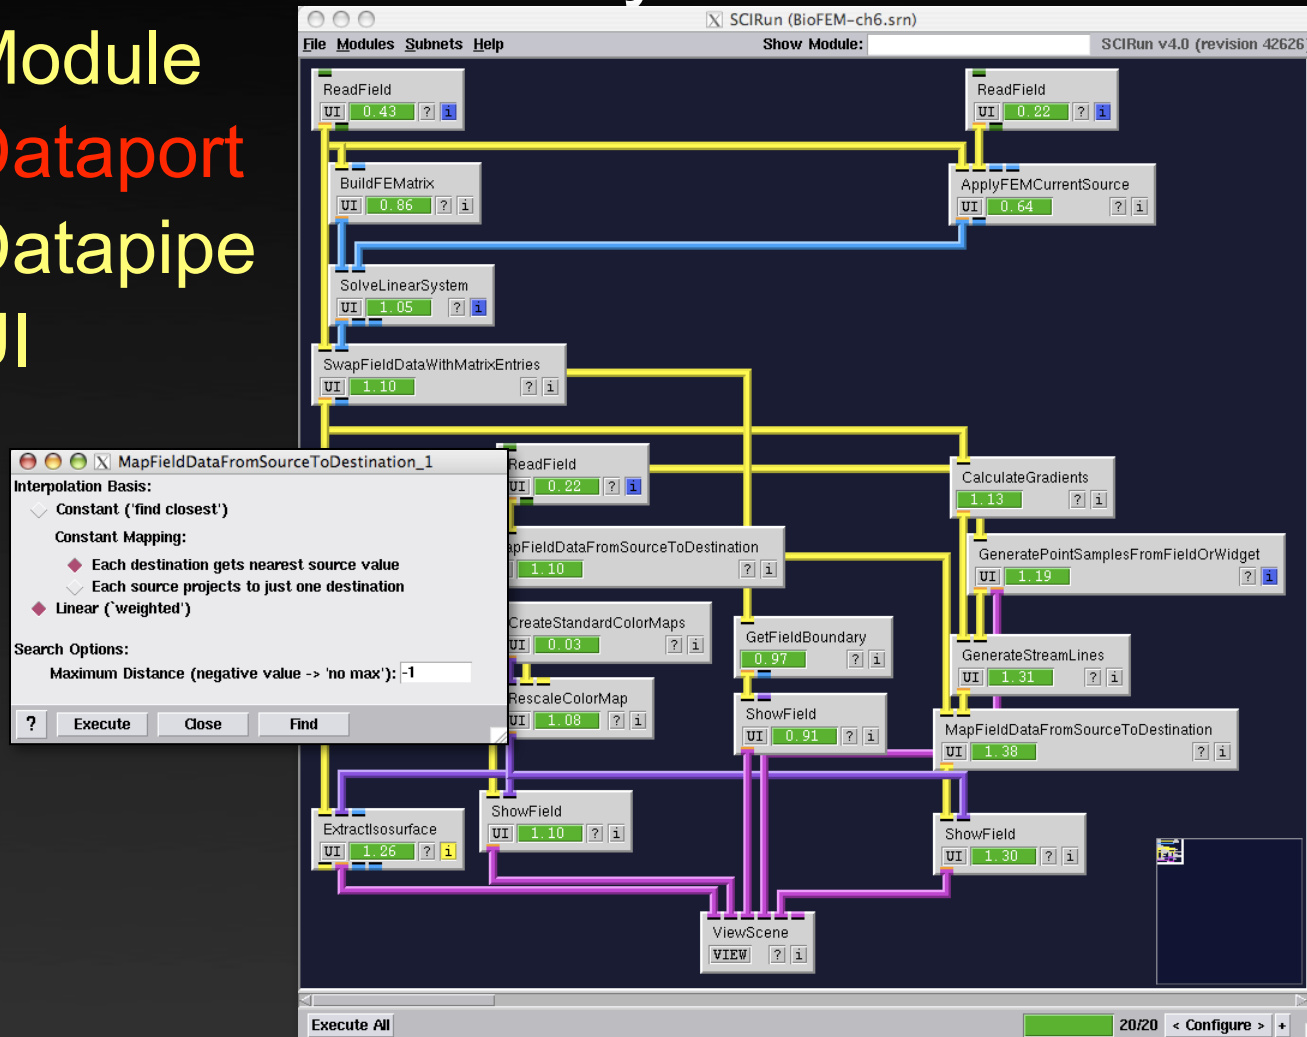 Module
Dataport
Datapipe
UI
SCIRun (BioFEM-ch6.srn)
File Modules Subnets Help
Show Module:
SCIRun v4.0 (revision 42626)
ReadField
UI 0.43 ? i
ReadField
UI 0.22 ? i
BuildFEMatrix
UI 0.86 ? i
ApplyFEMCurrentSource
UI 0.64 ? i
SolveLinearSystem
UI 1.05 ? i
SwapFieldDataWithMatrixEntries
UI 1.10 ? i
MapFieldDataFromSourceToDestination_1
Interpolation Basis:
Constant ('find closest')
Constant Mapping:
Each destination gets nearest source value
Each source projects to just one destination
Linear (`weighted')
Search Options:
Maximum Distance (negative value -> 'no max'): -1
? Execute Close Find
ReadField
UI 0.22 ? i
CalculateGradients
1.13 ? i
apFieldDataFromSourceToDestination
1.10 ? i
GeneratePointSamplesFromFieldOrWidget
UI 1.19 ? i
CreateStandardColorMaps
UI 0.03 ? i
GetFieldBoundary
0.97 ? i
GenerateStreamLines
UI 1.31 ? i
RescaleColorMap
UI 1.08 ? i
ShowField
UI 0.91 ? i
MapFieldDataFromSourceToDestination
UI 1.38 ? i
ExtractIsosurface
UI 1.26 ? i
ShowField
UI 1.10 ? i
ShowField
UI 1.30 ? i
ViewScene
VIEW ? i
Execute All
20/20 < Configure > +